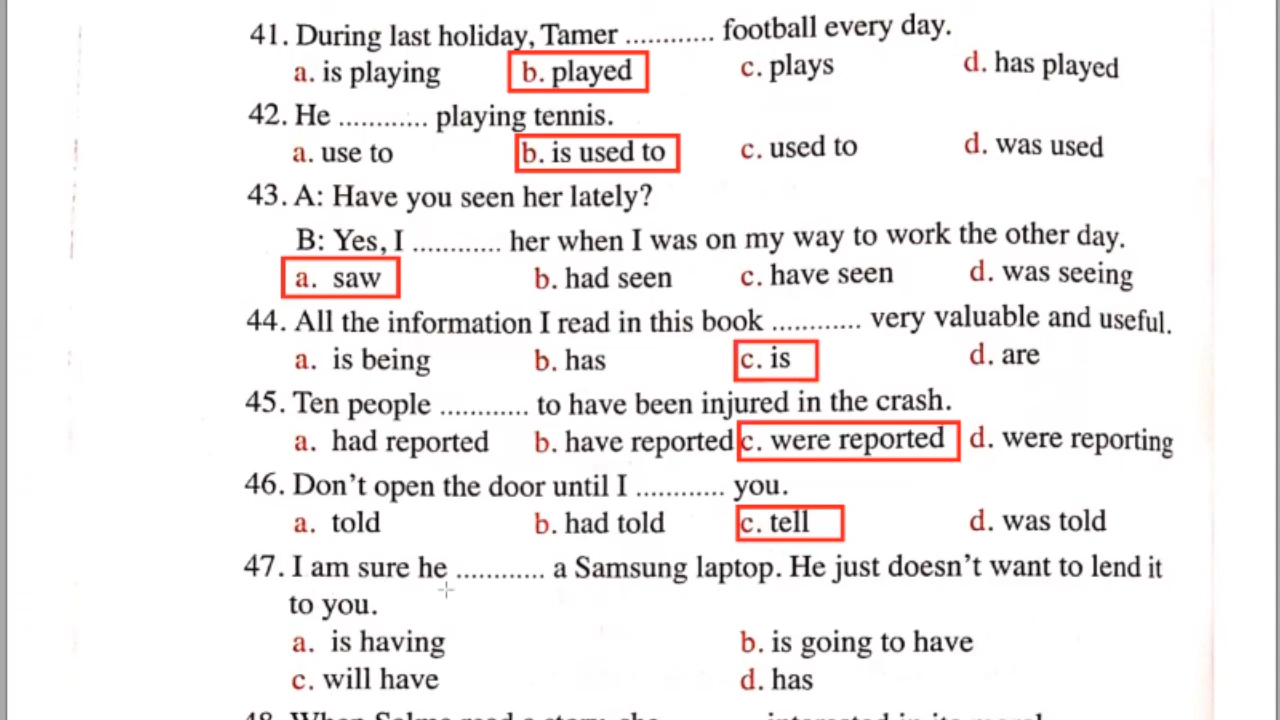 41. During last holiday, Tamer ............ football every day.
a. is playing b. played c. plays d. has played
42. He ............ playing tennis.
a. use to b. is used to c. used to d. was used
43. A: Have you seen her lately?
B: Yes, I ............ her when I was on my way to work the other day.
a. saw b. had seen c. have seen d. was seeing
44. All the information I read in this book ............ very valuable and useful.
a. is being b. has c. is d. are
45. Ten people ............ to have been injured in the crash.
a. had reported b. have reported c. were reported d. were reporting
46. Don't open the door until I ............ you.
a. told b. had told c. tell d. was told
47. I am sure he ............ a Samsung laptop. He just doesn't want to lend it
to you.
a. is having b. is going to have
c. will have d. has